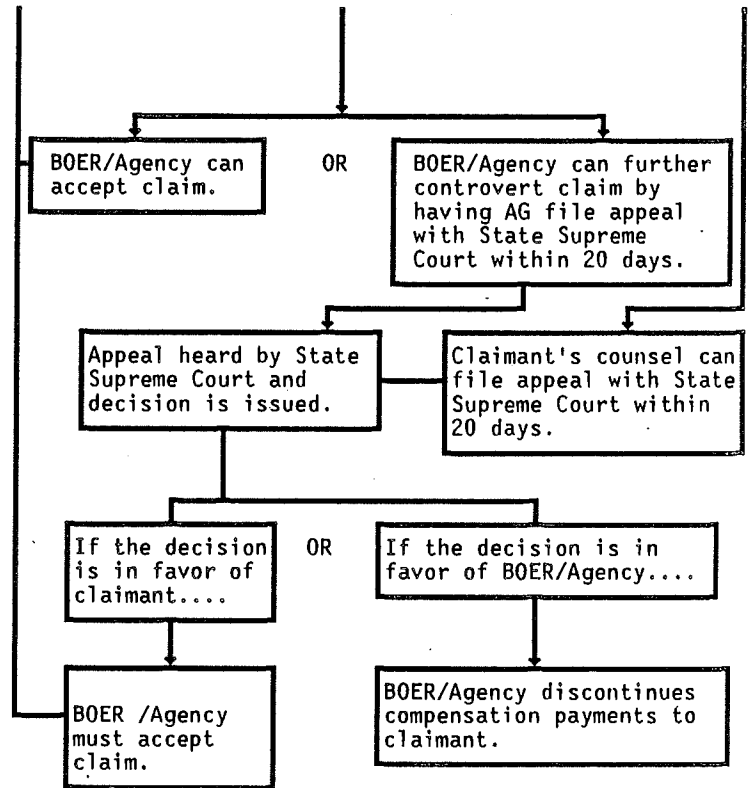 BOER/Agency can
accept claim.
OR
BOER/Agency can further
controvert claim by
having AG file appeal
with State Supreme
Court within 20 days.
Appeal heard by State
Supreme Court and
decision is issued.
Claimant's counsel can
file appeal with State
Supreme Court within
20 days.
If the decision
is in favor of
claimant....
OR
If the decision is in
favor of BOER/Agency....
BOER /Agency
must accept
claim.
BOER/Agency discontinues
compensation payments to
claimant.